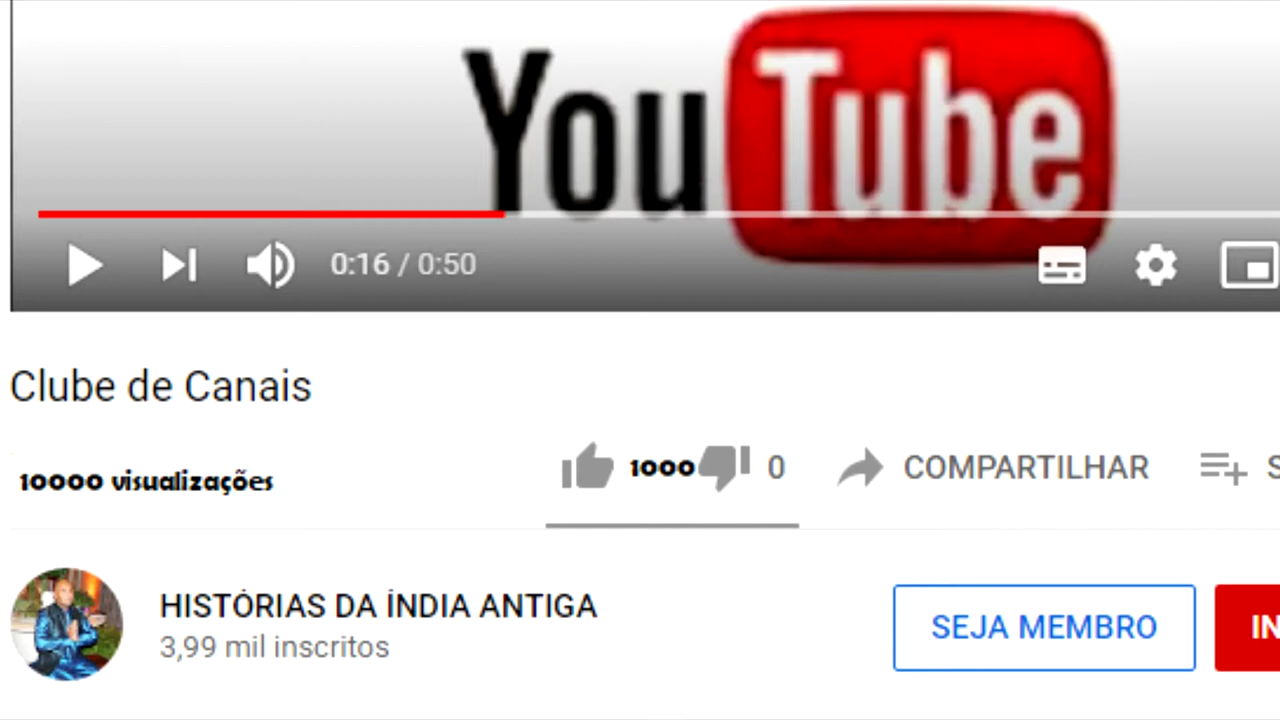 YouTube
0:16 / 0:50
Clube de Canais
10000 visualizações
1000 0 COMPARTILHAR S
HISTÓRIAS DA ÍNDIA ANTIGA
3,99 mil inscritos
SEJA MEMBRO IN